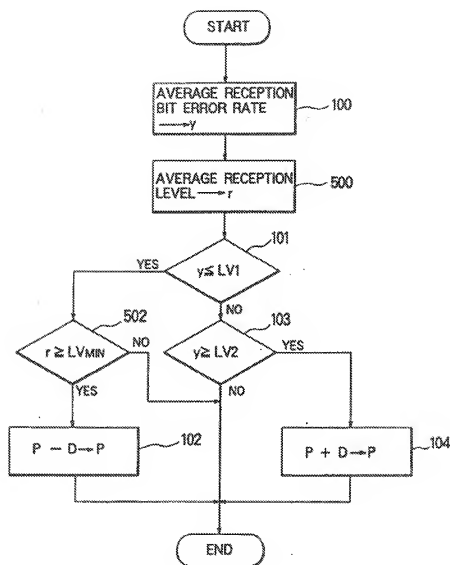 START
AVERAGE RECEPTION
BIT ERROR RATE
→y
100
AVERAGE RECEPTION
LEVEL → r
500
101
YES
y ≤ LV1
NO
502
103
r ≥ LVMIN
NO
y ≥ LV2
YES
YES
NO
P - D → P
102
P + D → P
104
END